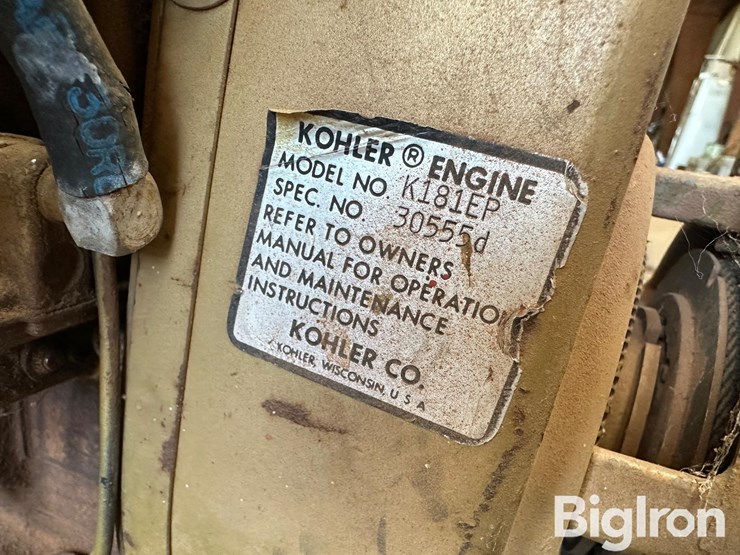 KOHLER ® ENGINE
MODEL NO. K181EP
SPEC. NO. 30555d
REFER TO OWNERS
MANUAL FOR OPERATION
AND MAINTENANCE
INSTRUCTIONS
KOHLER CO.
KOHLER, WISCONSIN, U S A
BigIron